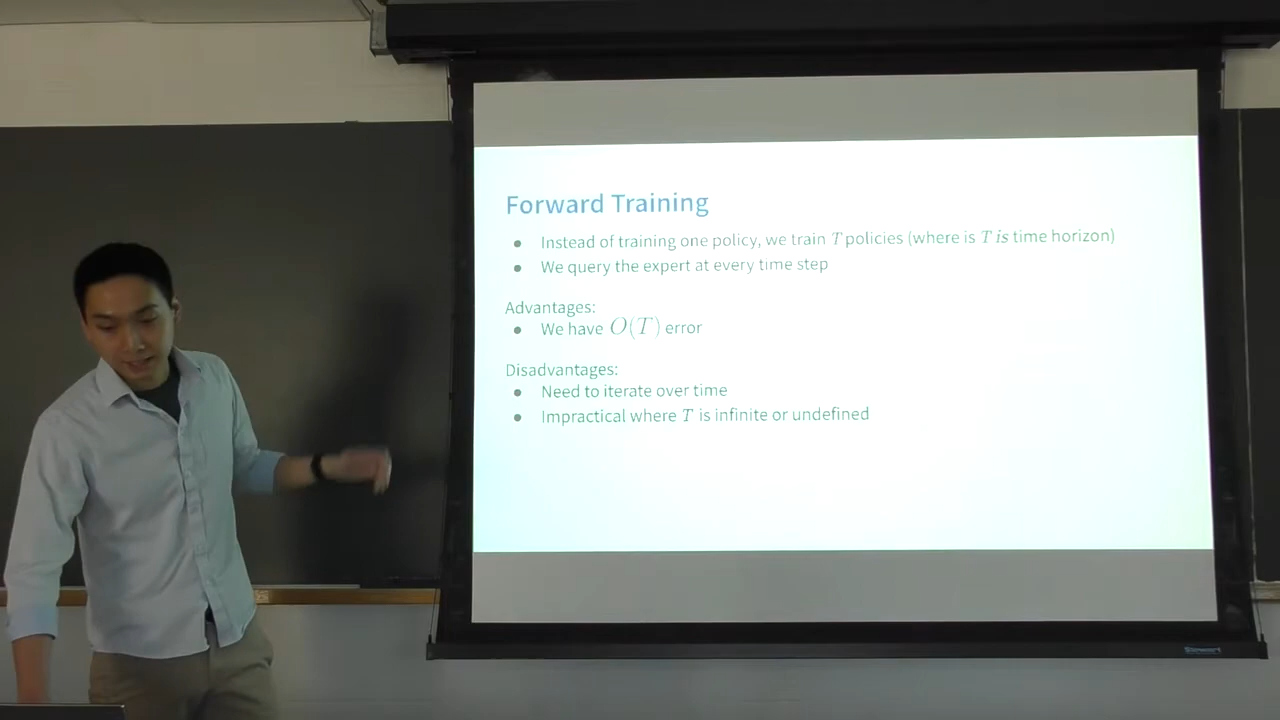 Forward Training
● Instead of training one policy, we train T policies (where is T is time horizon)
● We query the expert at every time step
Advantages:
● We have O(T) error
Disadvantages:
● Need to iterate over time
● Impractical where T is infinite or undefined
Stewart